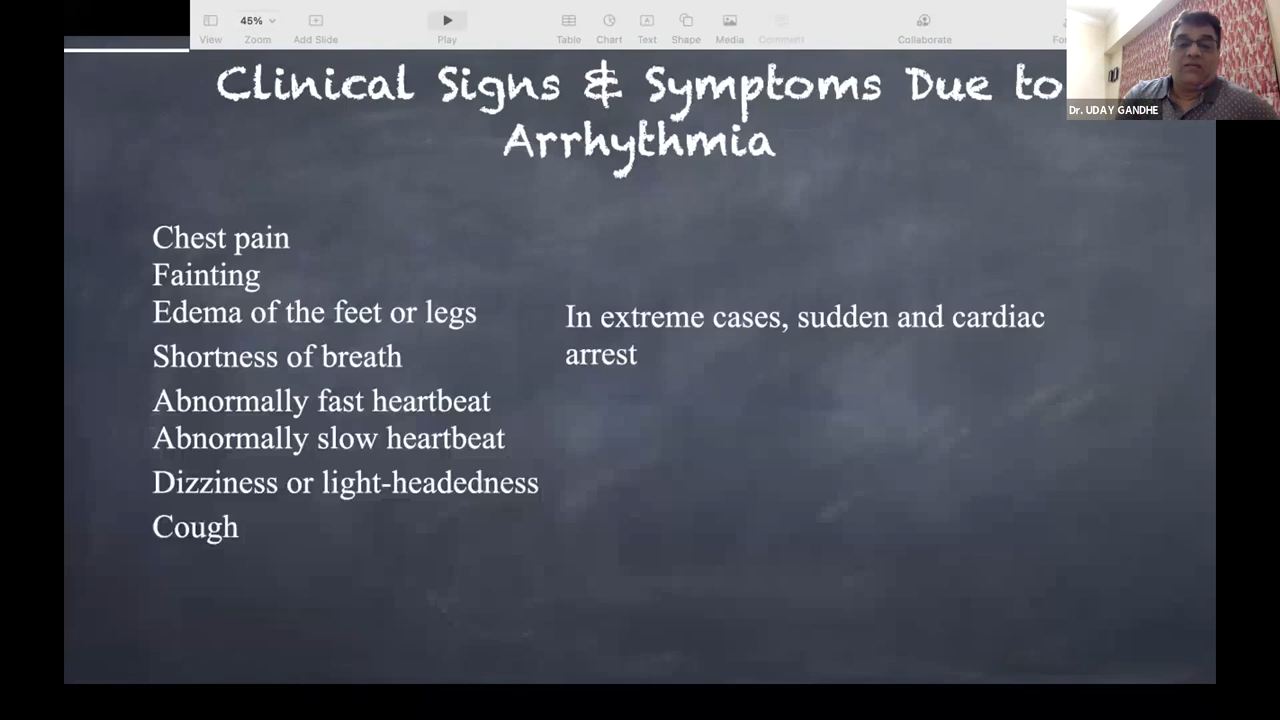 45%
View
Zoom
Add Slide
Play
Table
Chart
Text
Shape
Media
Comment
Collaborate
Dr. UDAY GANDHE
Clinical Signs & Symptoms Due to
Arrhythmia
Chest pain
Fainting
Edema of the feet or legs
Shortness of breath
Abnormally fast heartbeat
Abnormally slow heartbeat
Dizziness or light-headedness
Cough
In extreme cases, sudden and cardiac
arrest